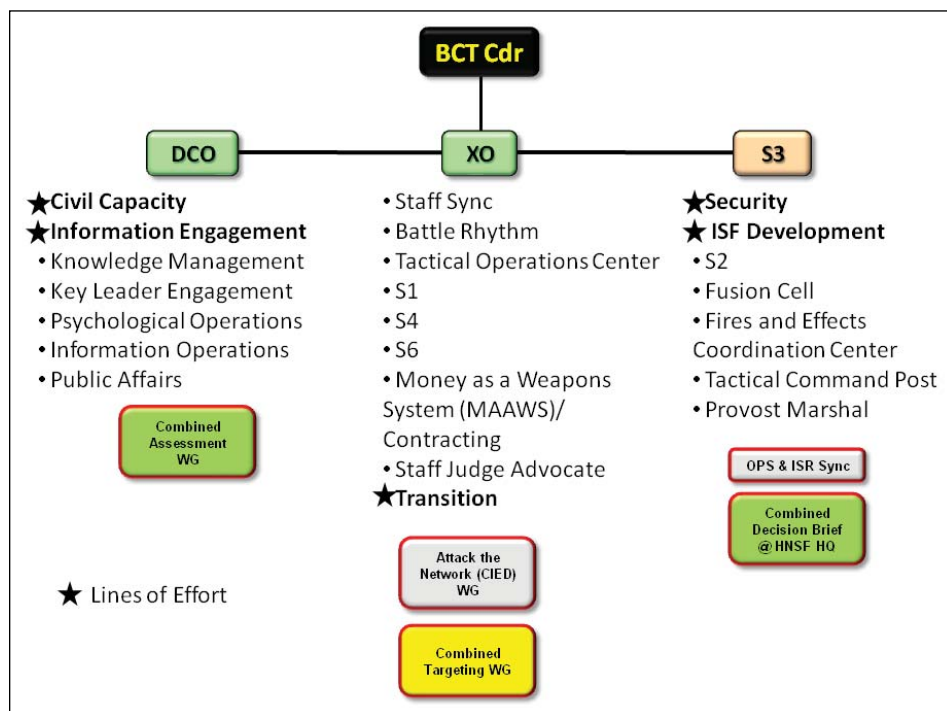 BCT Cdr
DCO
XO
S3
★Civil Capacity
★Information Engagement
• Knowledge Management
• Key Leader Engagement
• Psychological Operations
• Information Operations
• Public Affairs
Combined
Assessment
WG
• Staff Sync
• Battle Rhythm
• Tactical Operations Center
• S1
• S4
• S6
• Money as a Weapons
System (MAAWS)/
Contracting
• Staff Judge Advocate
★Transition
Attack the
Network (CIED)
WG
Combined
Targeting WG
★Security
★ ISF Development
• S2
• Fusion Cell
• Fires and Effects
Coordination Center
• Tactical Command Post
• Provost Marshal
OPS & ISR Sync
Combined
Decision Brief
@ HNSF HQ
★ Lines of Effort